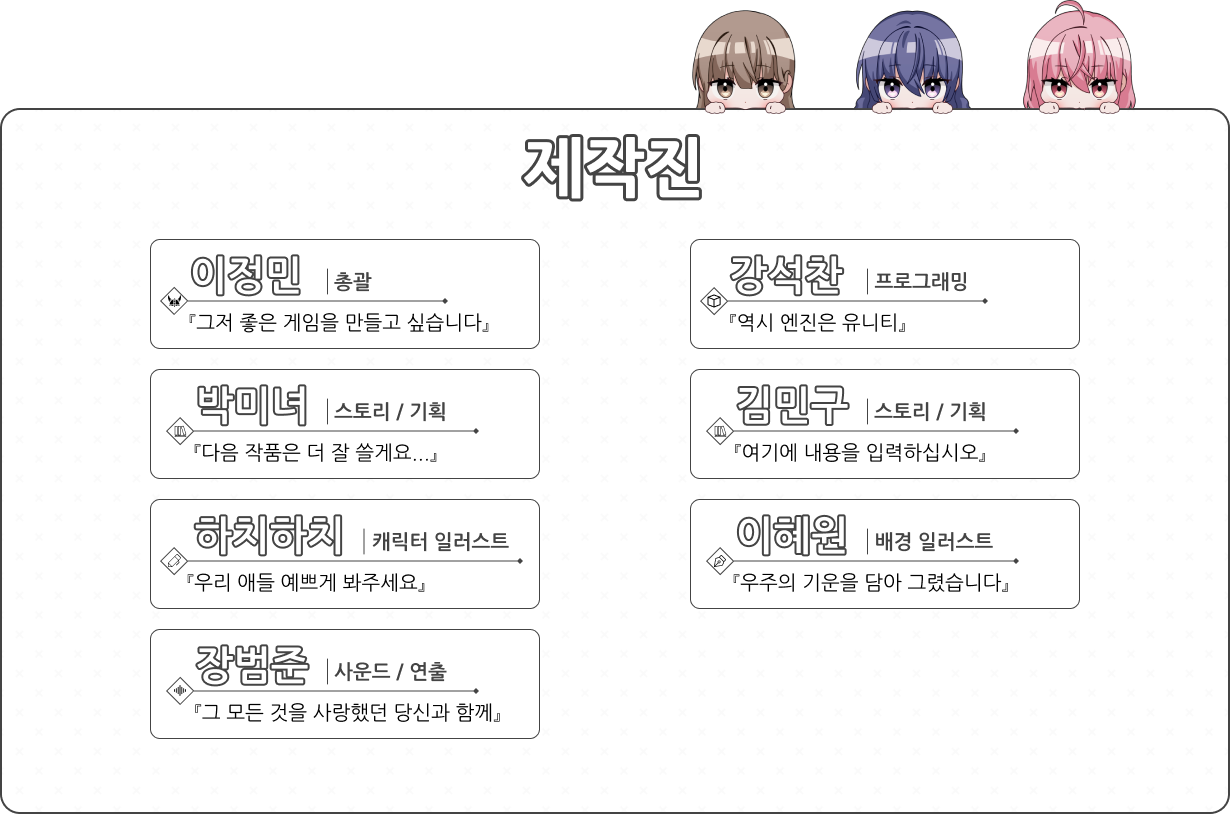 제작진
이정민 총괄
『그저 좋은 게임을 만들고 싶습니다』
강석찬 프로그래밍
『역시 엔진은 유니티』
박미녀 스토리 / 기획
『다음 작품은 더 잘 쓸게요...』
김민구 스토리 / 기획
『여기에 내용을 입력하십시오』
하치하치 캐릭터 일러스트
『우리 애들 예쁘게 봐주세요』
이혜원 배경 일러스트
『우주의 기운을 담아 그렸습니다』
장범준 사운드 / 연출
『그 모든 것을 사랑했던 당신과 함께』